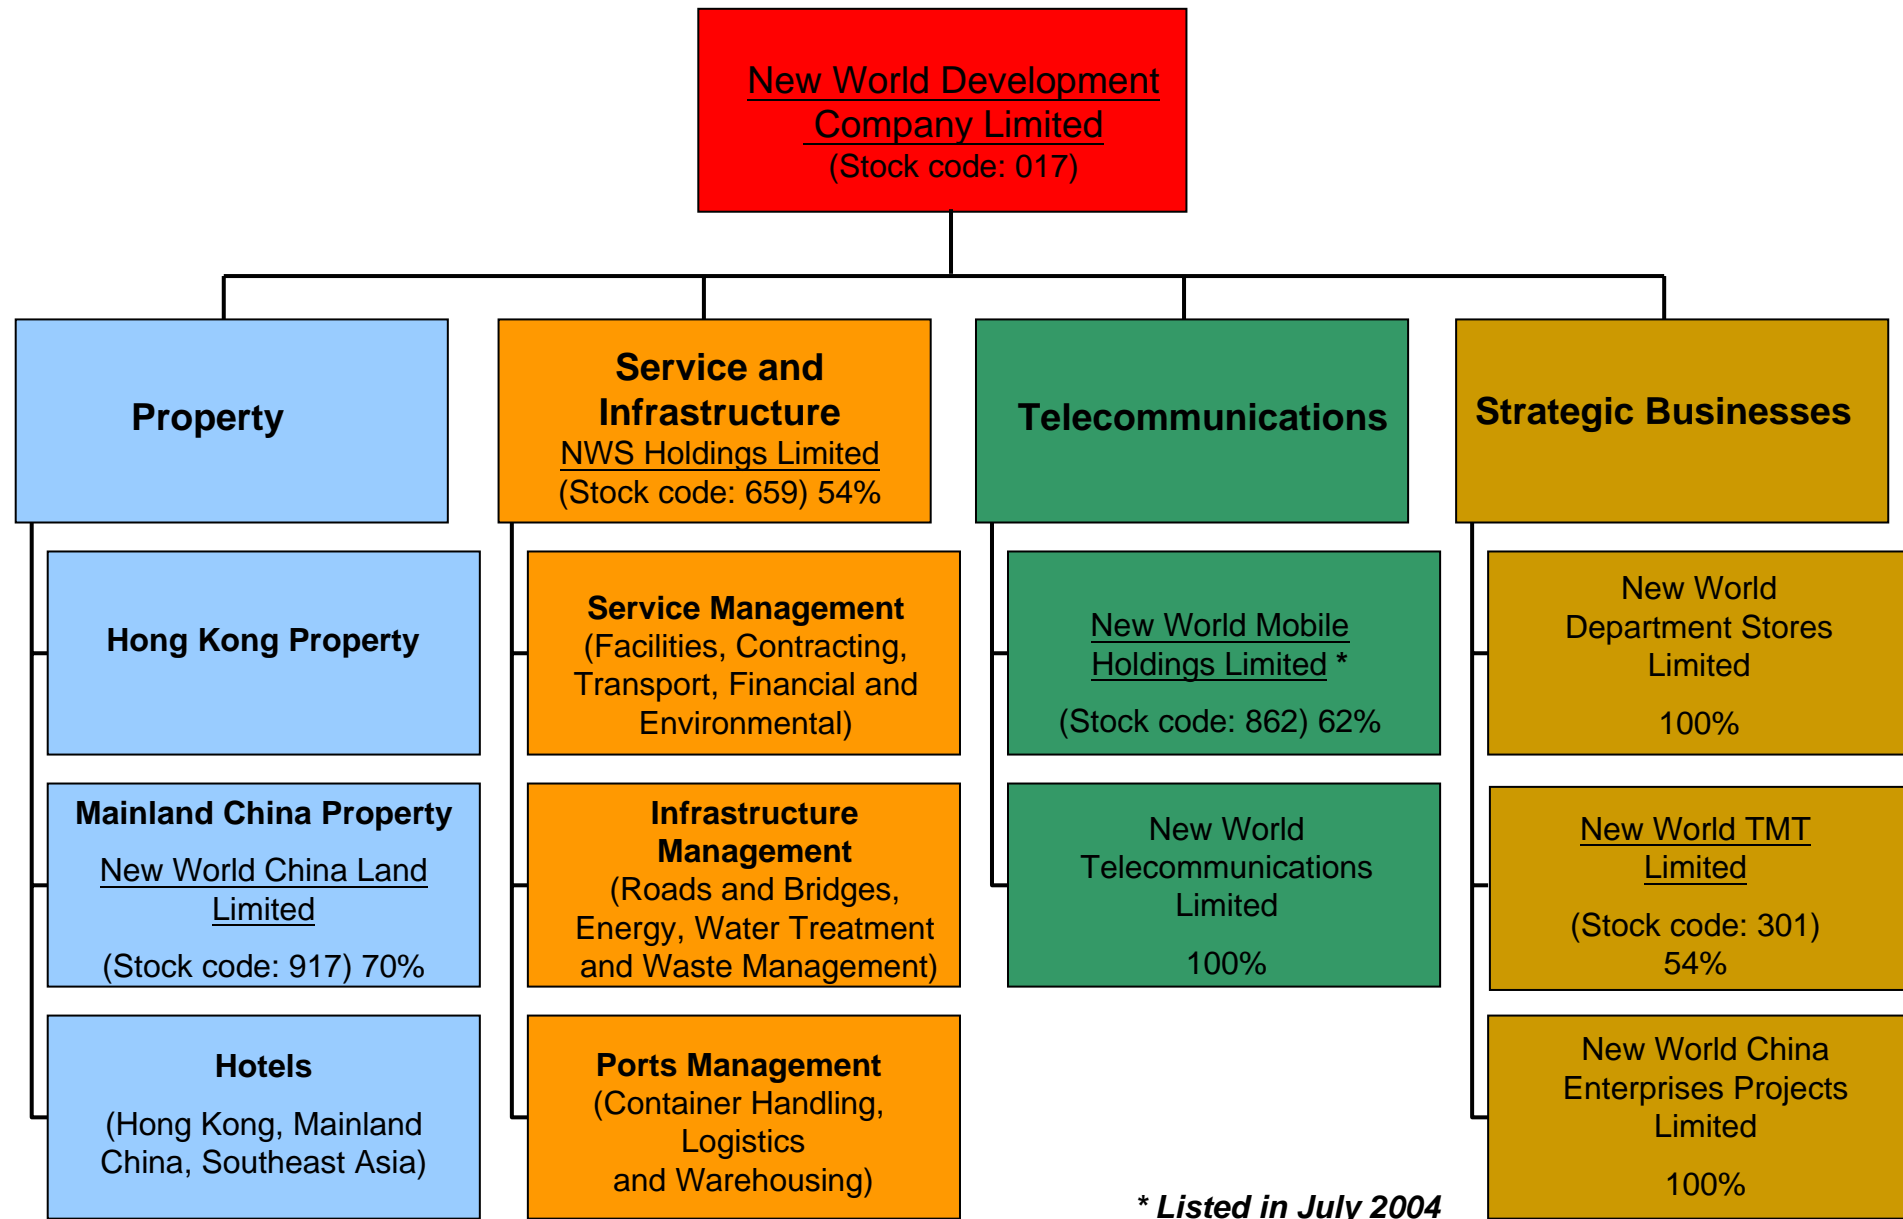 New World Development
Company Limited
(Stock code: 017)
Property
Service and
Infrastructure
NWS Holdings Limited
(Stock code: 659) 54%
Telecommunications
Strategic Businesses
Hong Kong Property
Mainland China Property
New World China Land
Limited
(Stock code: 917) 70%
Hotels
(Hong Kong, Mainland
China, Southeast Asia)
Service Management
(Facilities, Contracting,
Transport, Financial and
Environmental)
Infrastructure
Management
(Roads and Bridges,
Energy, Water Treatment
and Waste Management)
Ports Management
(Container Handling,
Logistics
and Warehousing)
New World Mobile
Holdings Limited *
(Stock code: 862) 62%
New World
Telecommunications
Limited
100%
New World
Department Stores
Limited
100%
New World TMT
Limited
(Stock code: 301)
54%
New World China
Enterprises Projects
Limited
100%
* Listed in July 2004